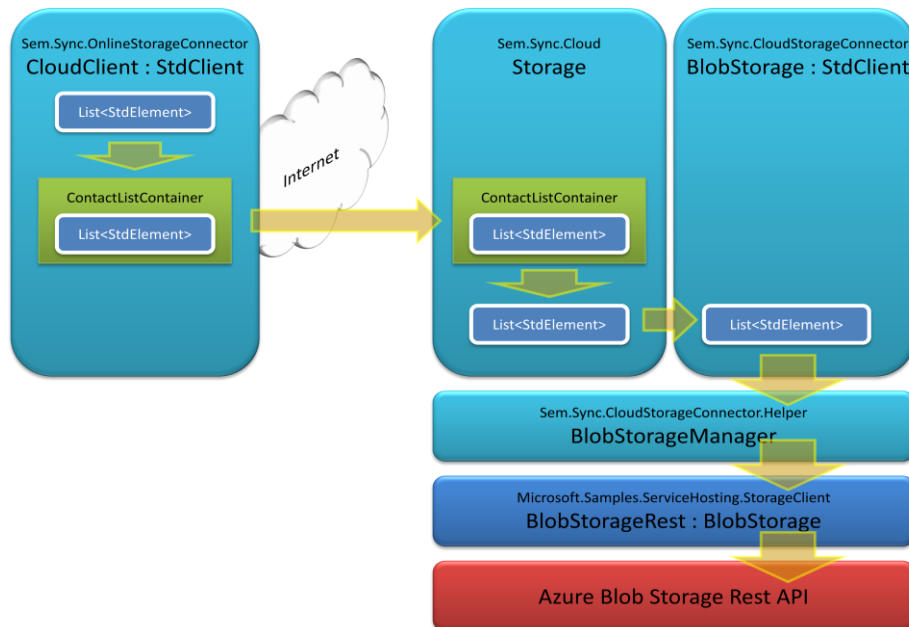 Sem.Sync.OnlineStorageConnector
CloudClient : StdClient
List<StdElement>
ContactListContainer
List<StdElement>
Internet
Sem.Sync.Cloud
Storage
ContactListContainer
List<StdElement>
List<StdElement>
Sem.Sync.CloudStorageConnector
BlobStorage : StdClient
List<StdElement>
Sem.Sync.CloudStorageConnector.Helper
BlobStorageManager
Microsoft.Samples.ServiceHosting.StorageClient
BlobStorageRest : BlobStorage
Azure Blob Storage Rest API